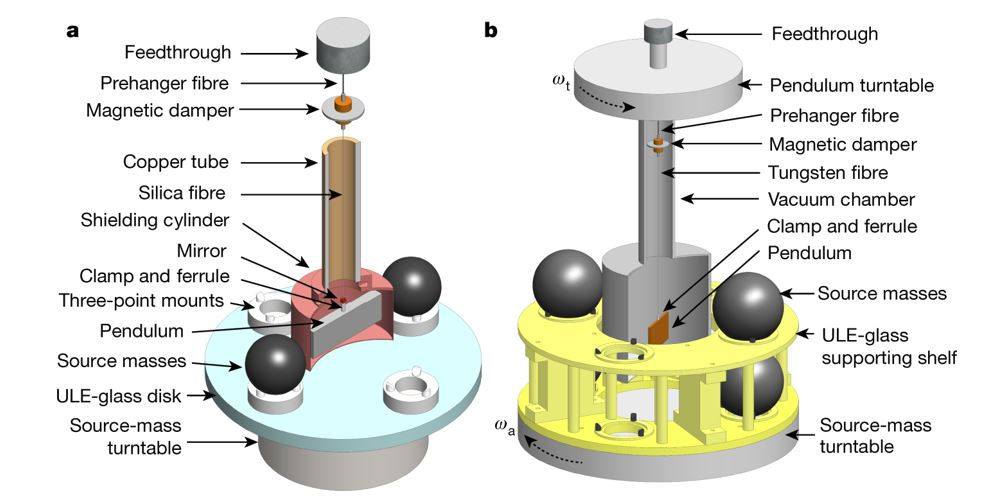 a
Feedthrough
Prehanger fibre
Magnetic damper
Copper tube
Silica fibre
Shielding cylinder
Mirror
Clamp and ferrule
Three-point mounts
Pendulum
Source masses
ULE-glass disk
Source-mass
turntable
b
Feedthrough
ωt
Pendulum turntable
Prehanger fibre
Magnetic damper
Tungsten fibre
Vacuum chamber
Clamp and ferrule
Pendulum
Source masses
ULE-glass
supporting shelf
ωa
Source-mass
turntable